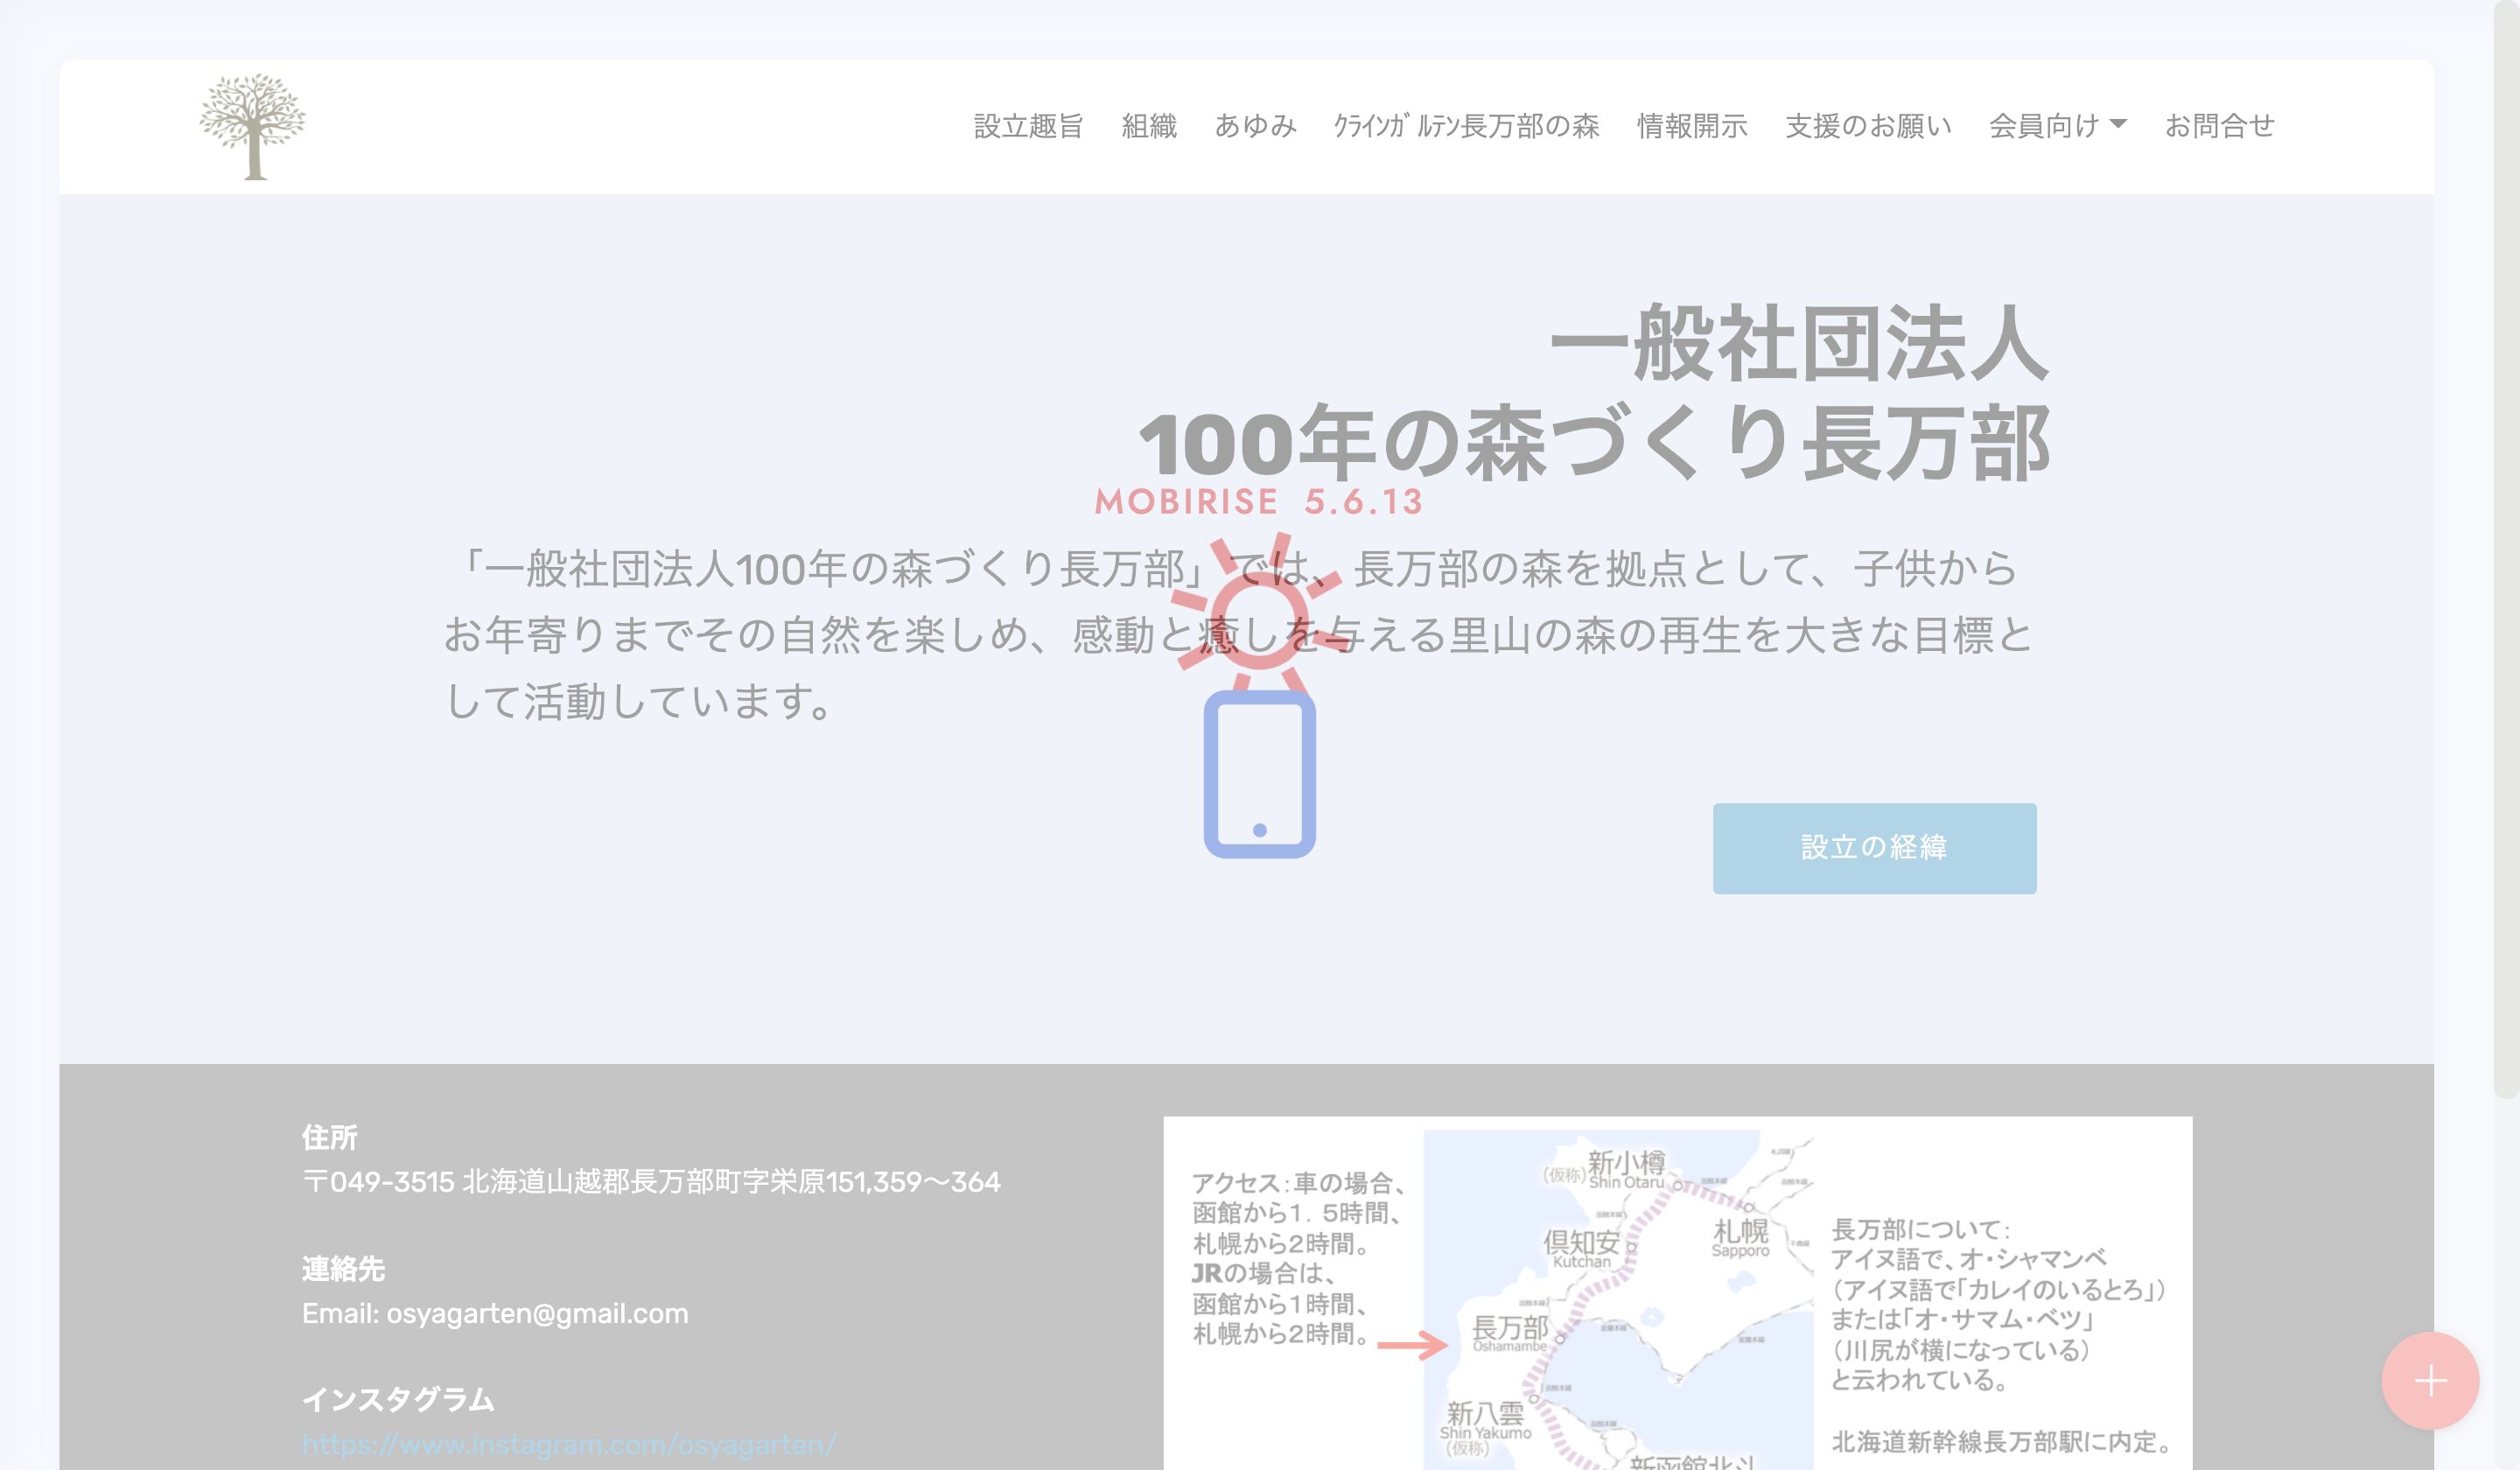 設立趣旨 組織 あゆみ ｸﾗｲﾝｶﾞﾙﾃﾝ長万部の森 情報開示 支援のお願い 会員向け お問合せ
一般社団法人
100年の森づくり長万部
MOBIRISE 5.6.13
「一般社団法人100年の森づくり長万部」では、長万部の森を拠点として、子供から
お年寄りまでその自然を楽しめ、感動と癒しを与える里山の森の再生を大きな目標と
して活動しています。
設立の経緯
住所
〒049-3515 北海道山越郡長万部町字栄原151,359〜364
連絡先
Email: osyagarten@gmail.com
インスタグラム
https://www.instagram.com/osyagarten/
アクセス：車の場合、
函館から１．５時間、
札幌から２時間。
JRの場合は、
函館から１時間、
札幌から２時間。
新小樽
（仮称）Shin Otaru
札幌
Sapporo
倶知安
Kutchan
長万部
Oshamambe
新八雲
Shin Yakumo
（仮称）
新函館北斗
長万部について：
アイヌ語で、オ・シャマンベ
（アイヌ語で「カレイのいるとろ」）
または「オ・サマム・ベツ」
（川尻が横になっている）
と云われている。
北海道新幹線長万部駅に内定。